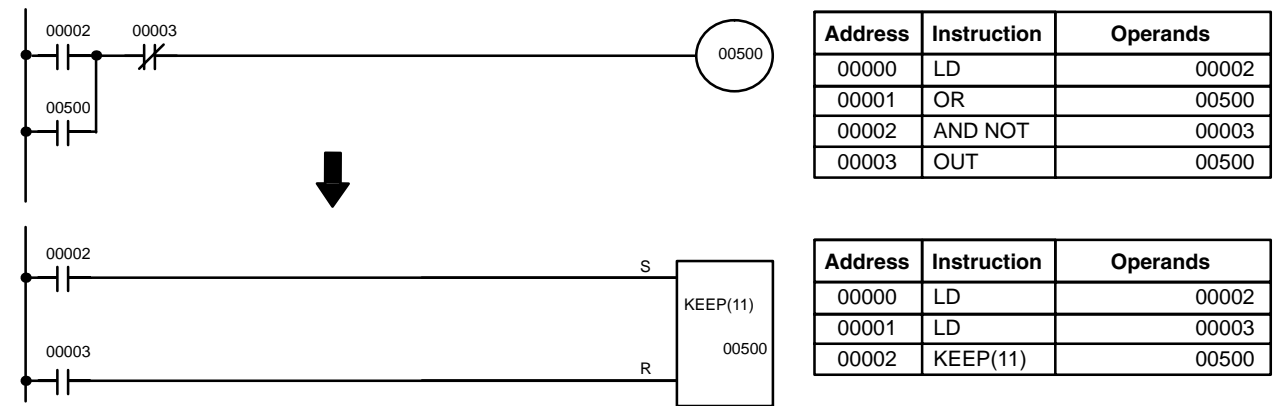 00002 00003
00500
00500
Address Instruction Operands
00000 LD 00002
00001 OR 00500
00002 AND NOT 00003
00003 OUT 00500
00002
S
KEEP(11)
00500
00003
R
Address Instruction Operands
00000 LD 00002
00001 LD 00003
00002 KEEP(11) 00500